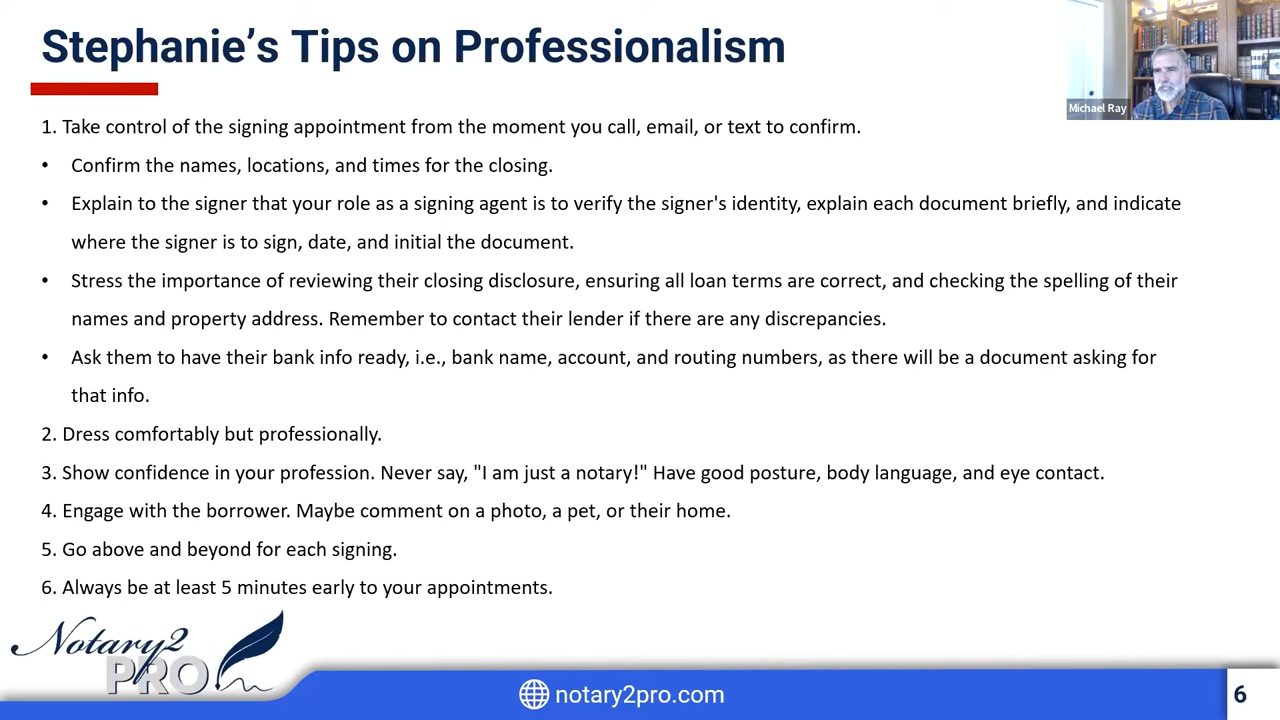 Stephanie’s Tips on Professionalism
Michael Ray
1. Take control of the signing appointment from the moment you call, email, or text to confirm.
• Confirm the names, locations, and times for the closing.
• Explain to the signer that your role as a signing agent is to verify the signer's identity, explain each document briefly, and indicate
where the signer is to sign, date, and initial the document.
• Stress the importance of reviewing their closing disclosure, ensuring all loan terms are correct, and checking the spelling of their
names and property address. Remember to contact their lender if there are any discrepancies.
• Ask them to have their bank info ready, i.e., bank name, account, and routing numbers, as there will be a document asking for
that info.
2. Dress comfortably but professionally.
3. Show confidence in your profession. Never say, "I am just a notary!" Have good posture, body language, and eye contact.
4. Engage with the borrower. Maybe comment on a photo, a pet, or their home.
5. Go above and beyond for each signing.
6. Always be at least 5 minutes early to your appointments.
Notary2
PRO
notary2pro.com
6